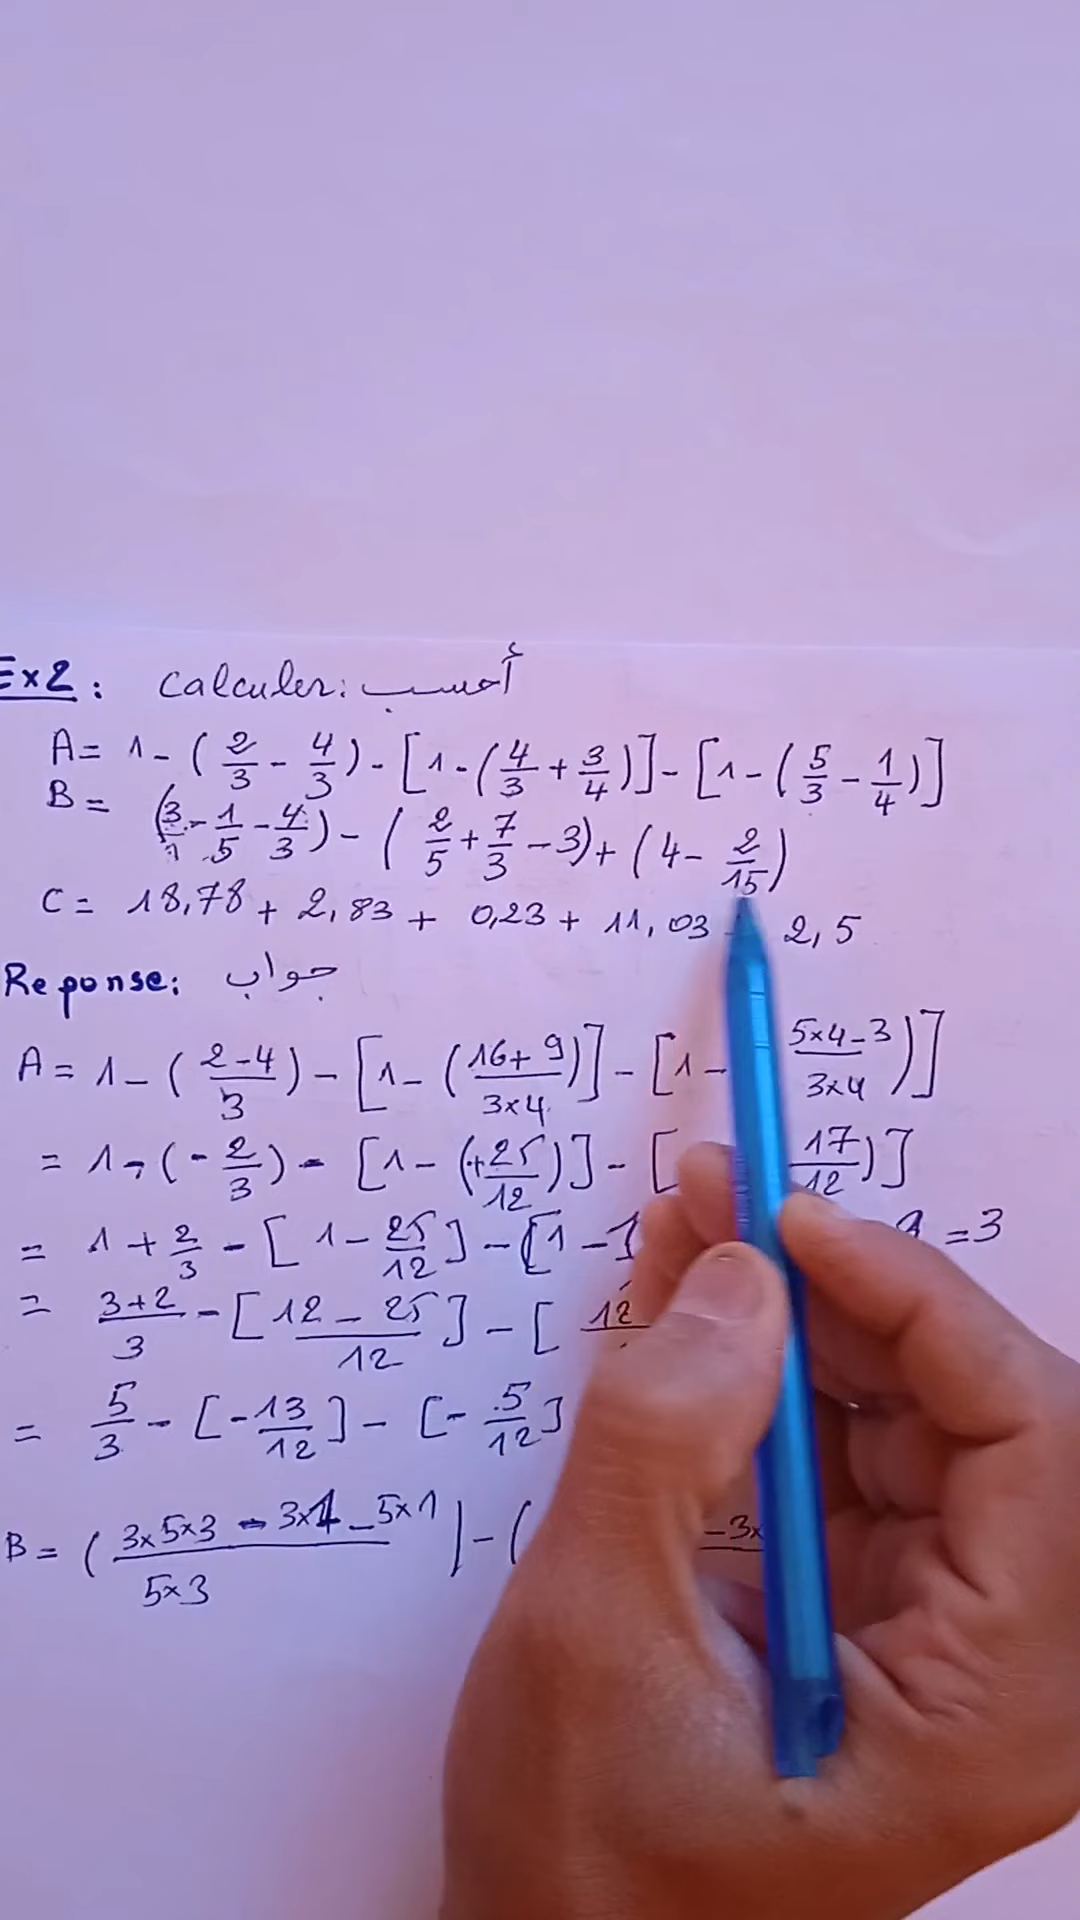 Ex2: Calculer: أحسب
A= 1-(2/3 - 4/3) - [1-(4/3 + 3/4)] - [1-(5/3 - 1/4)]
B= (3/1 - 1/5 - 4/3) - (2/5 + 7/3 - 3) + (4 - 2/15)
C= 18,78 + 2,83 + 0,23 + 11,03 2,5
Reponse: جواب
A= 1-((2-4)/3) - [1-((16+9)/(3x4))] - [1- (5x4-3)/(3x4))]
= 1-(-2/3) - [1-(+25/12)] - [ 17/12)]
= 1+2/3 - [1-25/12] - [1-1 =3
= (3+2)/3 - [(12-25)/12] - [ 12
= 5/3 - [-13/12] - [-5/12]
B= ((3x5x3 - 3x1 - 5x1)/(5x3)) - ( -3x